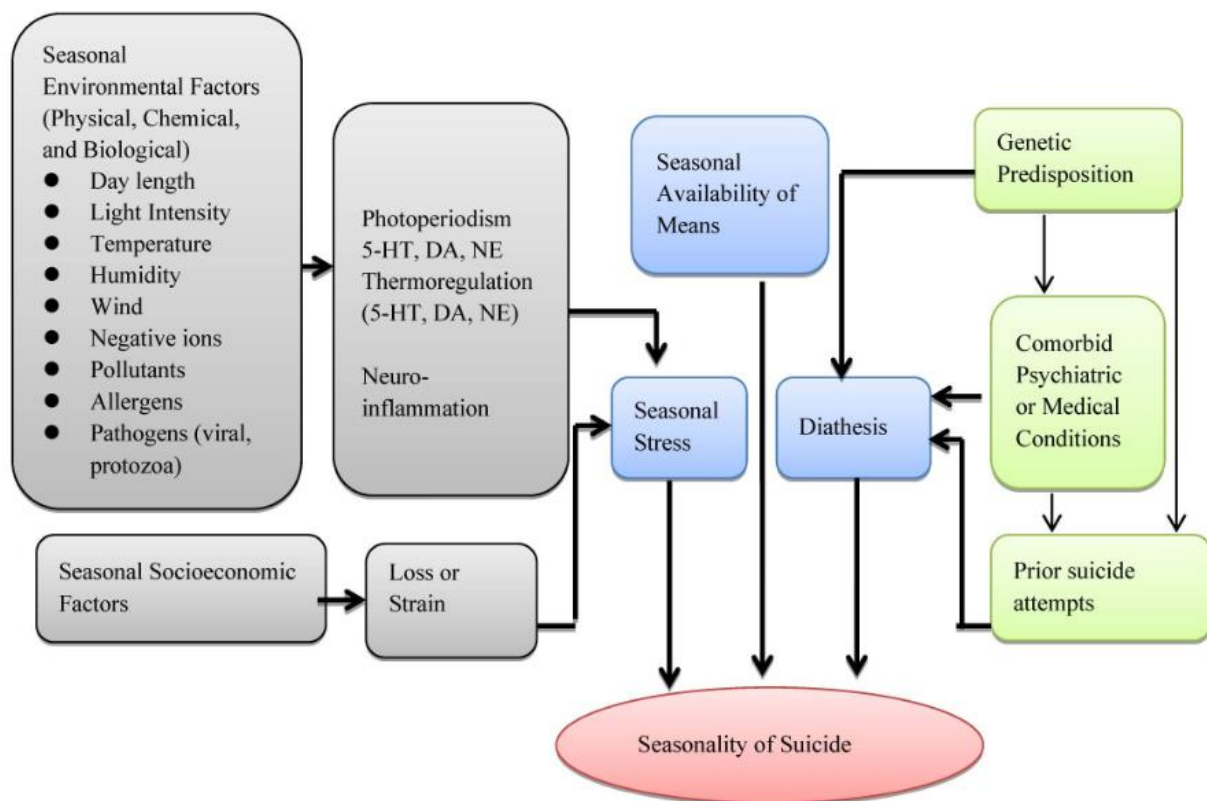 Seasonal
Environmental Factors
(Physical, Chemical,
and Biological)
● Day length
● Light Intensity
● Temperature
● Humidity
● Wind
● Negative ions
● Pollutants
● Allergens
● Pathogens (viral,
protozoa)
Photoperiodism
5-HT, DA, NE
Thermoregulation
(5-HT, DA, NE)
Neuro-
inflammation
Seasonal
Availability of
Means
Genetic
Predisposition
Comorbid
Psychiatric
or Medical
Conditions
Seasonal
Stress
Diathesis
Seasonal Socioeconomic
Factors
Loss or
Strain
Prior suicide
attempts
Seasonality of Suicide